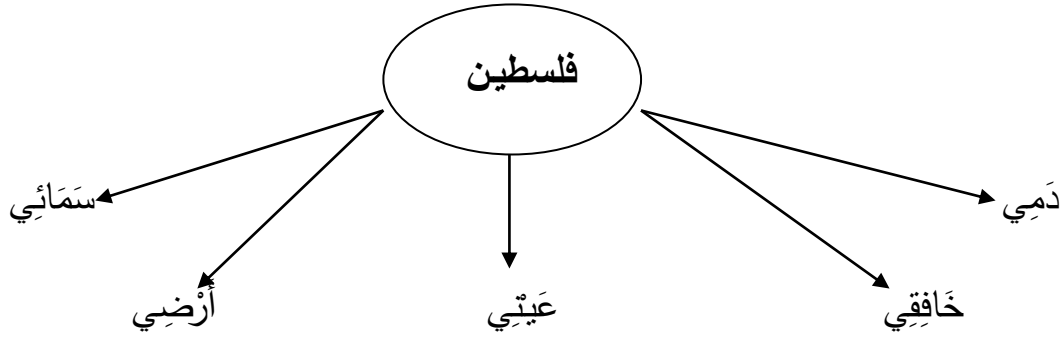 فلسطين
دَمِي
سَمَائِي
خَافِقِي
عَيْنِي
أَرْضِي